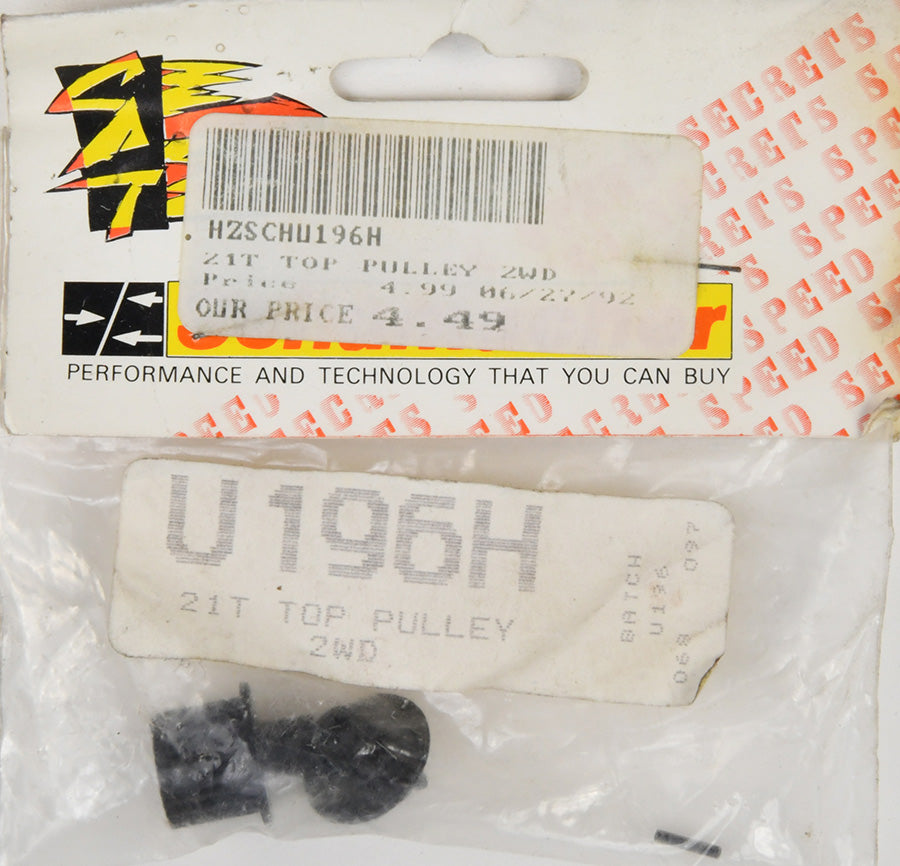 SPEED SECRETS
HZSCHU196H
21T TOP PULLEY 2WD
Price 4.99 06/27/92
OUR PRICE 4.49
PERFORMANCE AND TECHNOLOGY THAT YOU CAN BUY
U196H
21T TOP PULLEY
2WD
BATCH
U196
068 097